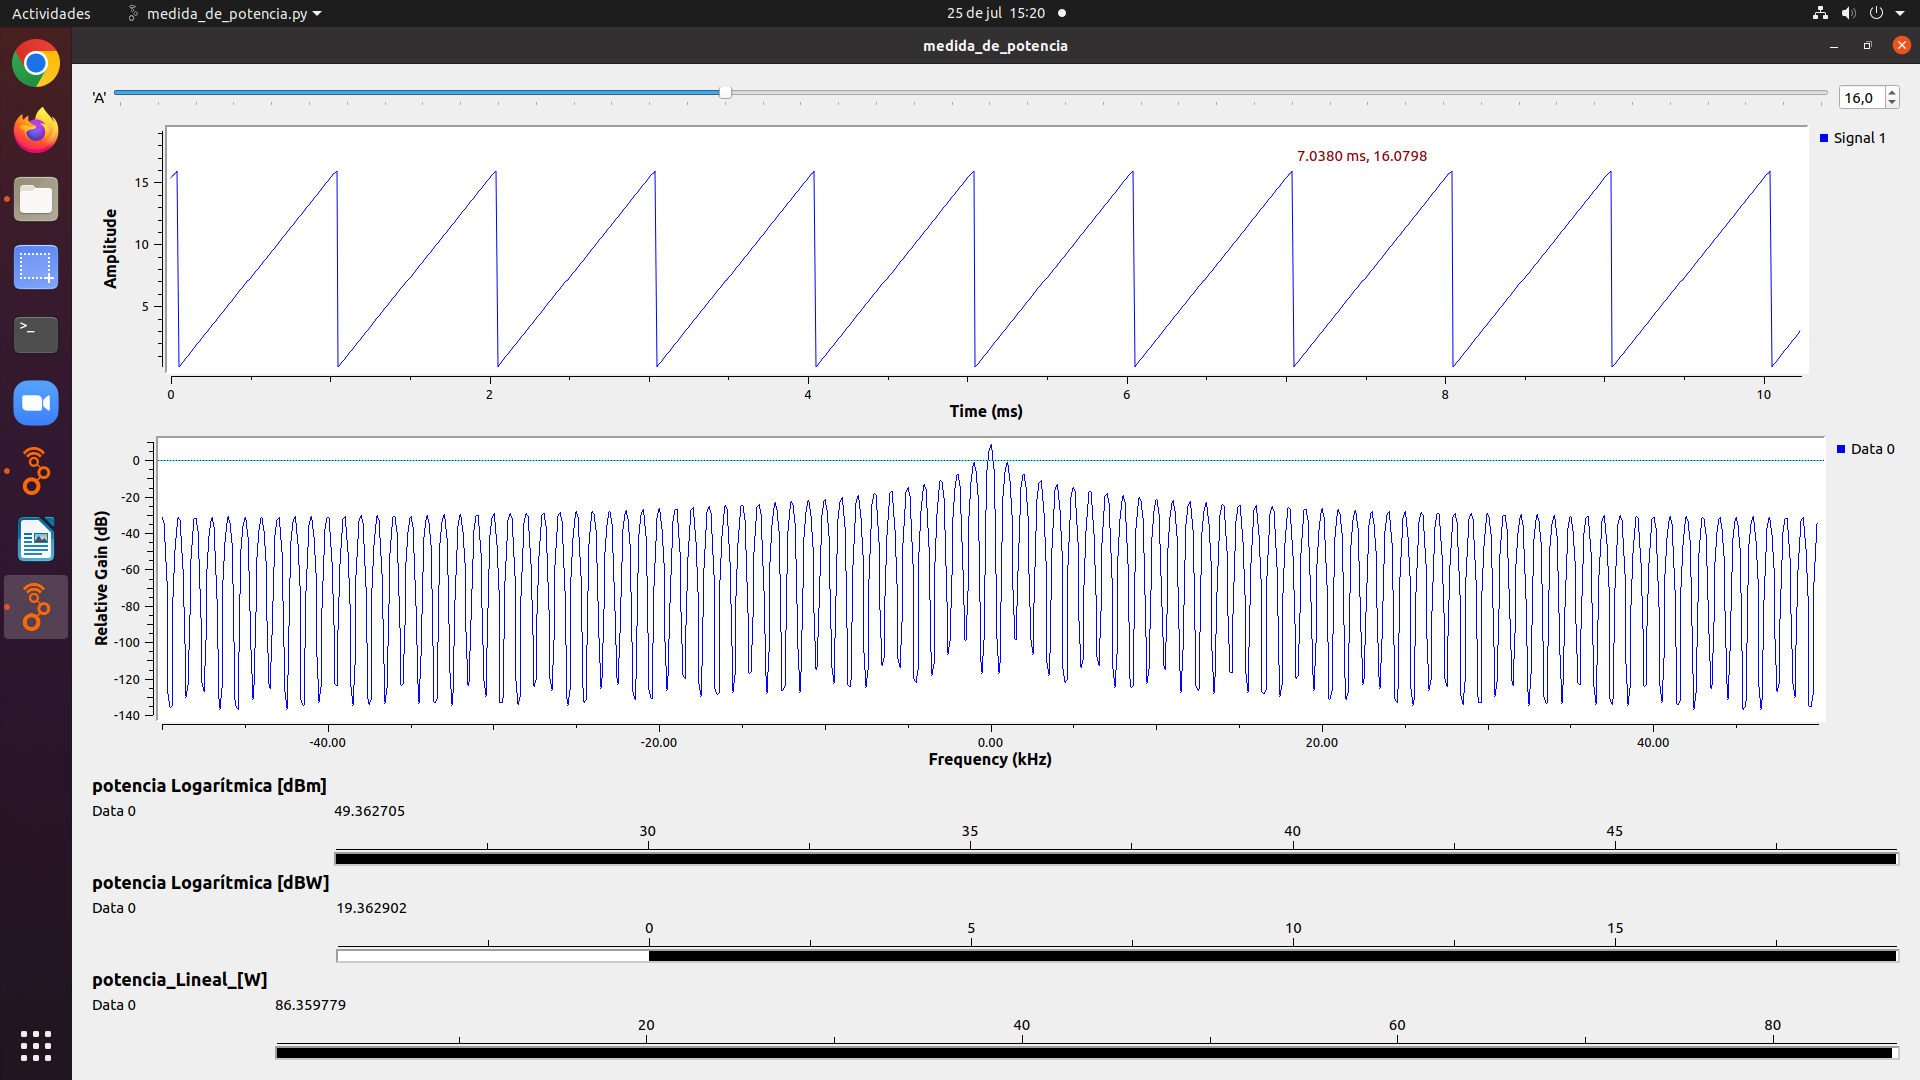 Actividades medida_de_potencia.py 25 de jul 15:20
medida_de_potencia
'A' 16,0
7.0380 ms, 16.0798
Signal 1
Amplitude
15
10
5
0 2 4 6 8 10
Time (ms)
Data 0
Relative Gain (dB)
0
-20
-40
-60
-80
-100
-120
-140
-40.00 -20.00 0.00 20.00 40.00
Frequency (kHz)
potencia Logarítmica [dBm]
Data 0 49.362705
30 35 40 45
potencia Logarítmica [dBW]
Data 0 19.362902
0 5 10 15
potencia_Lineal_[W]
Data 0 86.359779
20 40 60 80